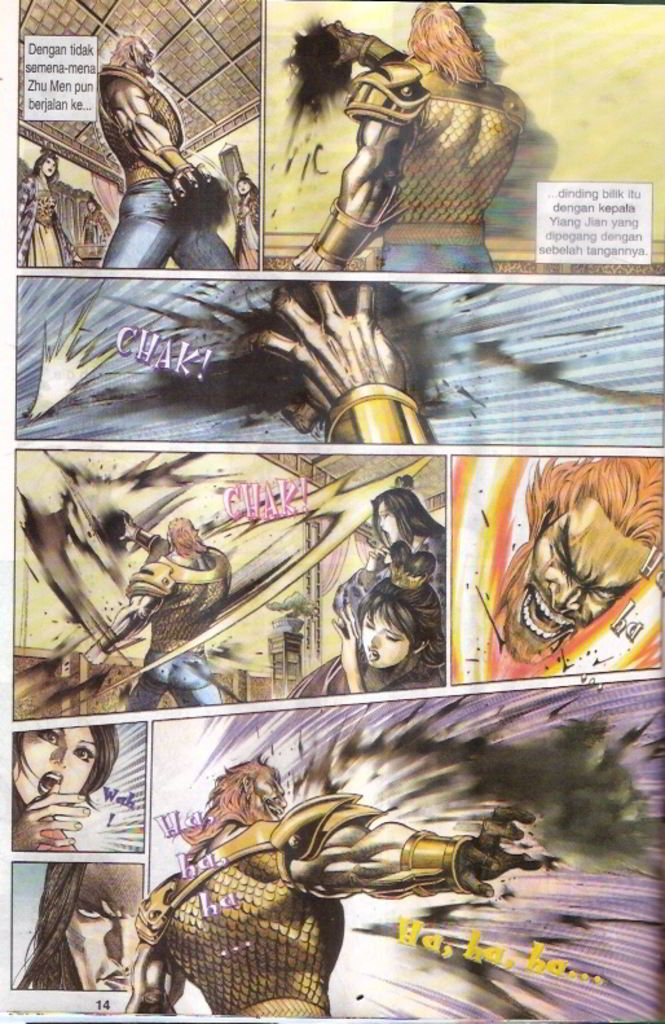 Dengan tidak
semena-mena
Zhu Men pun
berjalan ke...
...dinding bilik itu
dengan kepala
Yiang Jian yang
dipegang dengan
sebelah tangannya.
CHAK!
CHAK!
Ha
ha
Wah
!
Ha,
ha,
ha
...
Ha, ha, ha...
14